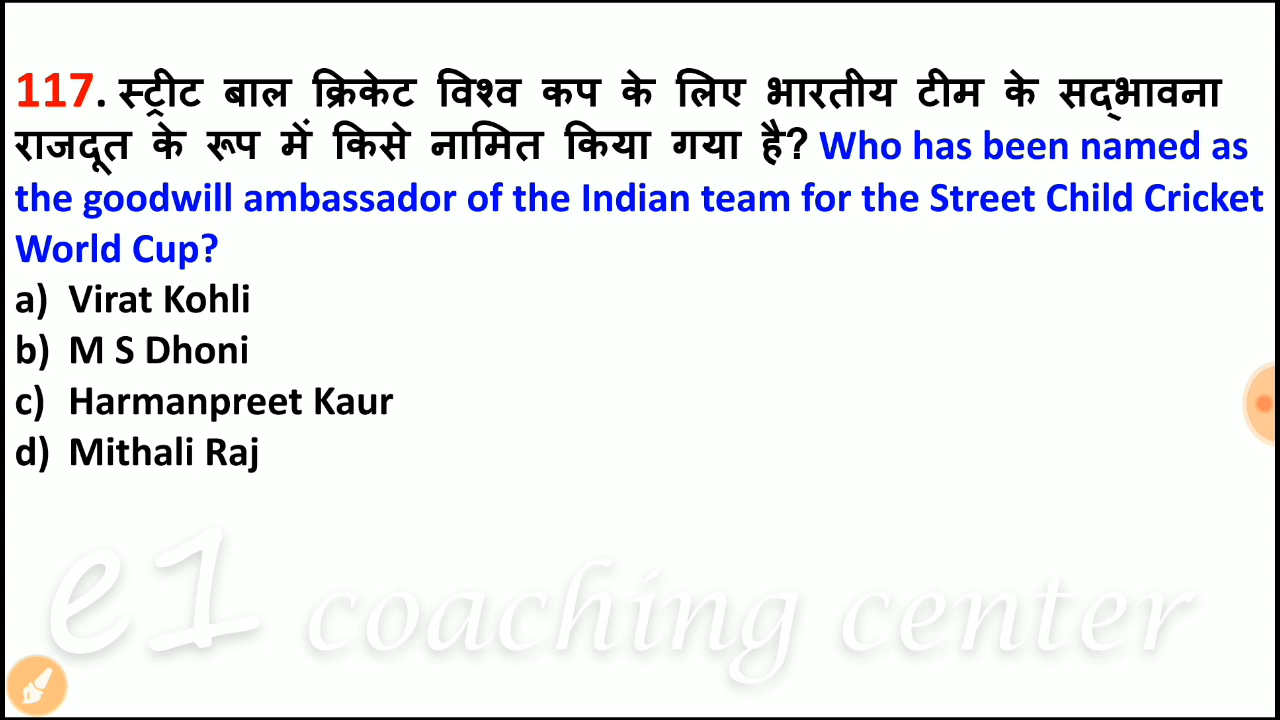 117. स्ट्रीट बाल क्रिकेट विश्व कप के लिए भारतीय टीम के सद्‌भावना
राजदूत के रूप में किसे नामित किया गया है? Who has been named as
the goodwill ambassador of the Indian team for the Street Child Cricket
World Cup?
a) Virat Kohli
b) M S Dhoni
c) Harmanpreet Kaur
d) Mithali Raj
e1 coaching center